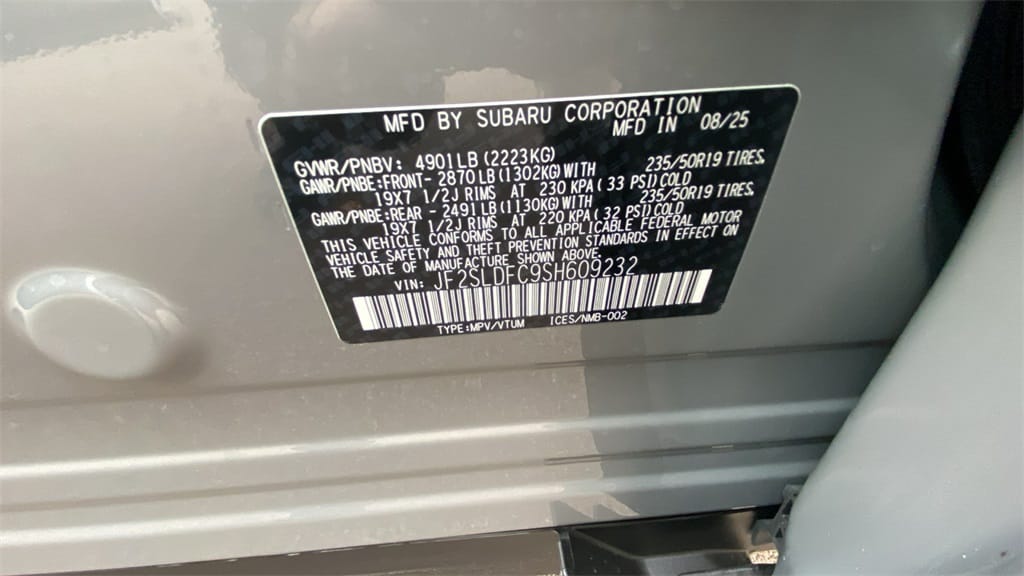 MFD BY SUBARU CORPORATION
MFD IN 08/25
GVWR/PNBV: 4901LB(2223KG)
GAWR/PNBE:FRONT- 2870LB(1302KG)WITH 235/50R19 TIRES.
19X7 1/2J RIMS AT 230 KPA( 33 PSI)COLD
GAWR/PNBE:REAR - 2491LB(1130KG)WITH 235/50R19 TIRES.
19X7 1/2J RIMS AT 220 KPA( 32 PSI)COLD
THIS VEHICLE CONFORMS TO ALL APPLICABLE FEDERAL MOTOR
VEHICLE SAFETY AND THEFT PREVENTION STANDARDS IN EFFECT ON
THE DATE OF MANUFACTURE SHOWN ABOVE.
VIN: JF2SLDFC9SH609232
TYPE:MPV/VTUM ICES/NMB-002